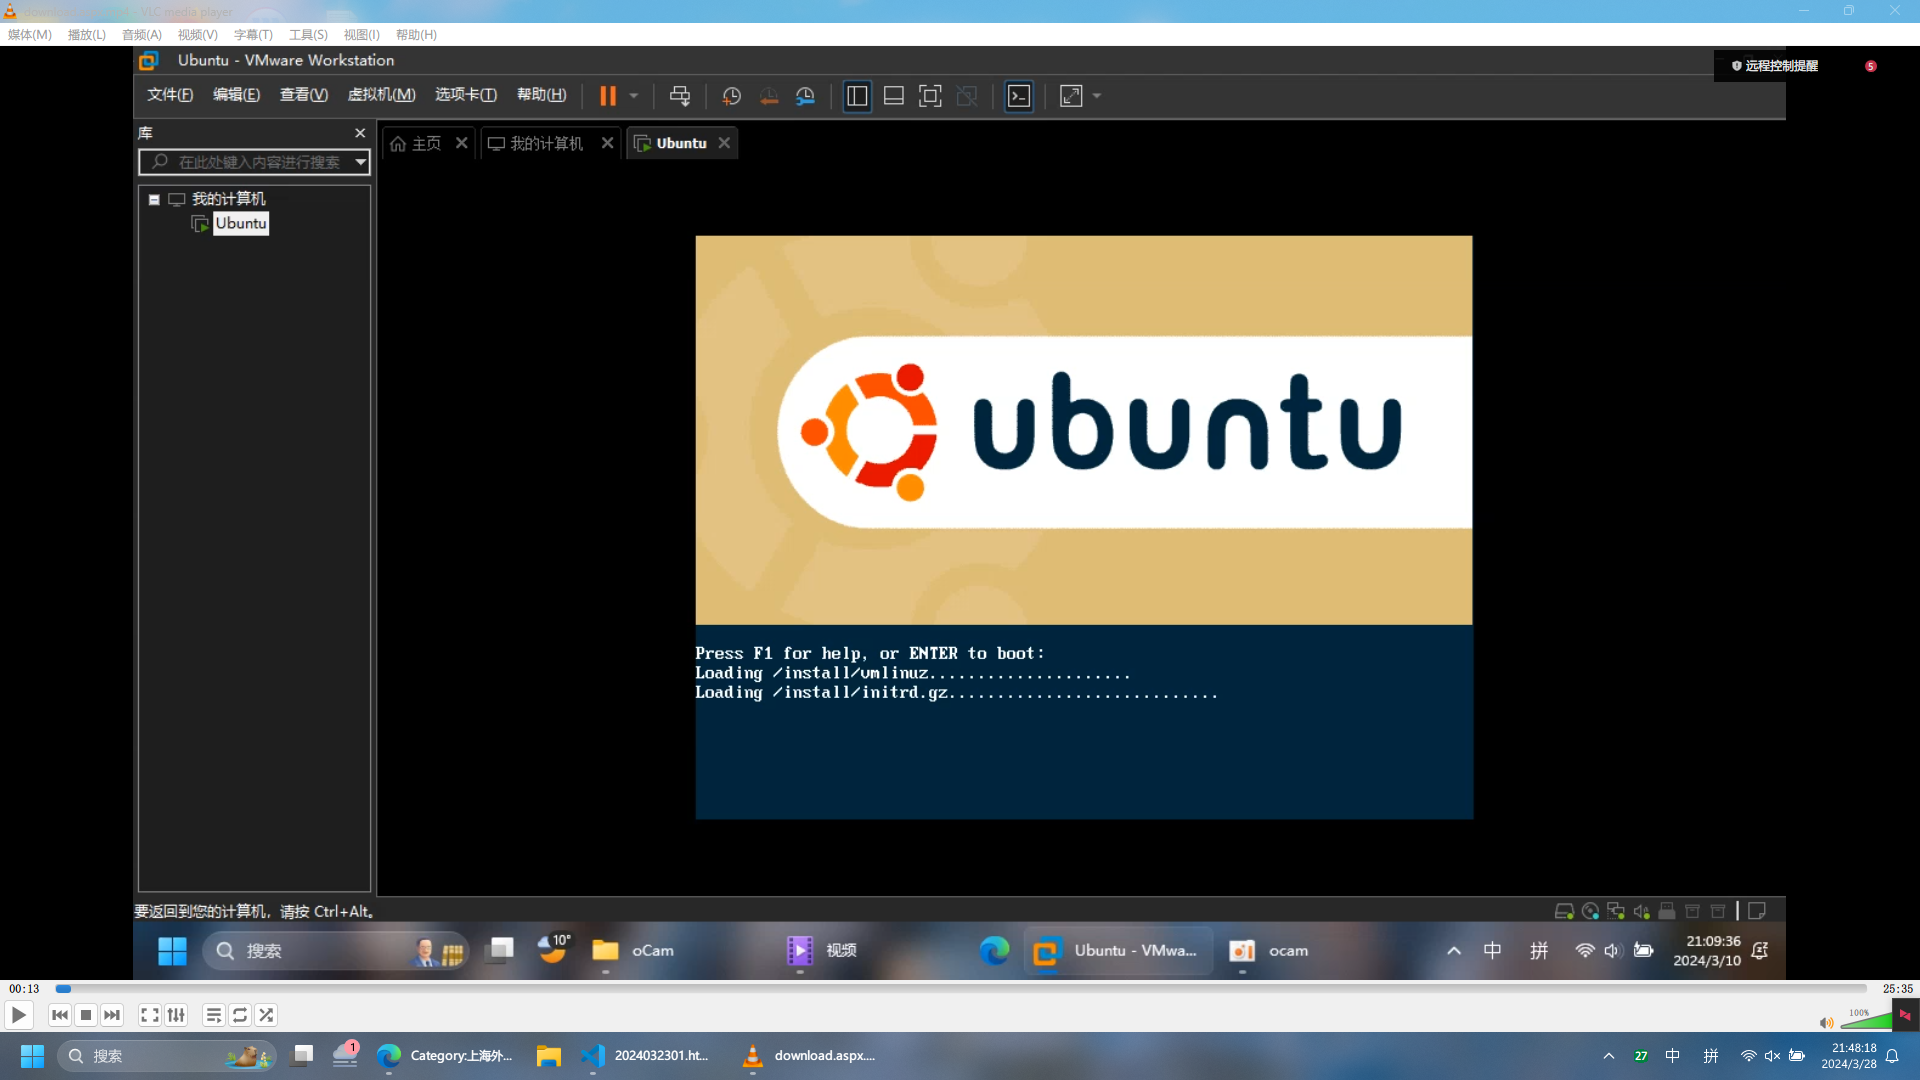 VLC media player
媒体(M) 播放(L) 音频(A) 视频(V) 字幕(T) 工具(S) 视图(I) 帮助(H)
Ubuntu - VMware Workstation
远程控制提醒 5
文件(F) 编辑(E) 查看(V) 虚拟机(M) 选项卡(T) 帮助(H)
库
主页 我的计算机 Ubuntu
在此处键入内容进行搜索
我的计算机
Ubuntu
ubuntu
Press F1 for help, or ENTER to boot:
Loading /install/vmlinuz.....................
Loading /install/initrd.gz............................
要返回到您的计算机，请按 Ctrl+Alt。
搜索 10° oCam 视频 Ubuntu - VMwa... ocam 中 拼 21:09:36
2024/3/10
00:13 25:35
100%
搜索 1 Category:上海外... 2024032301.ht... download.aspx.... 27 中 拼 21:48:18
2024/3/28